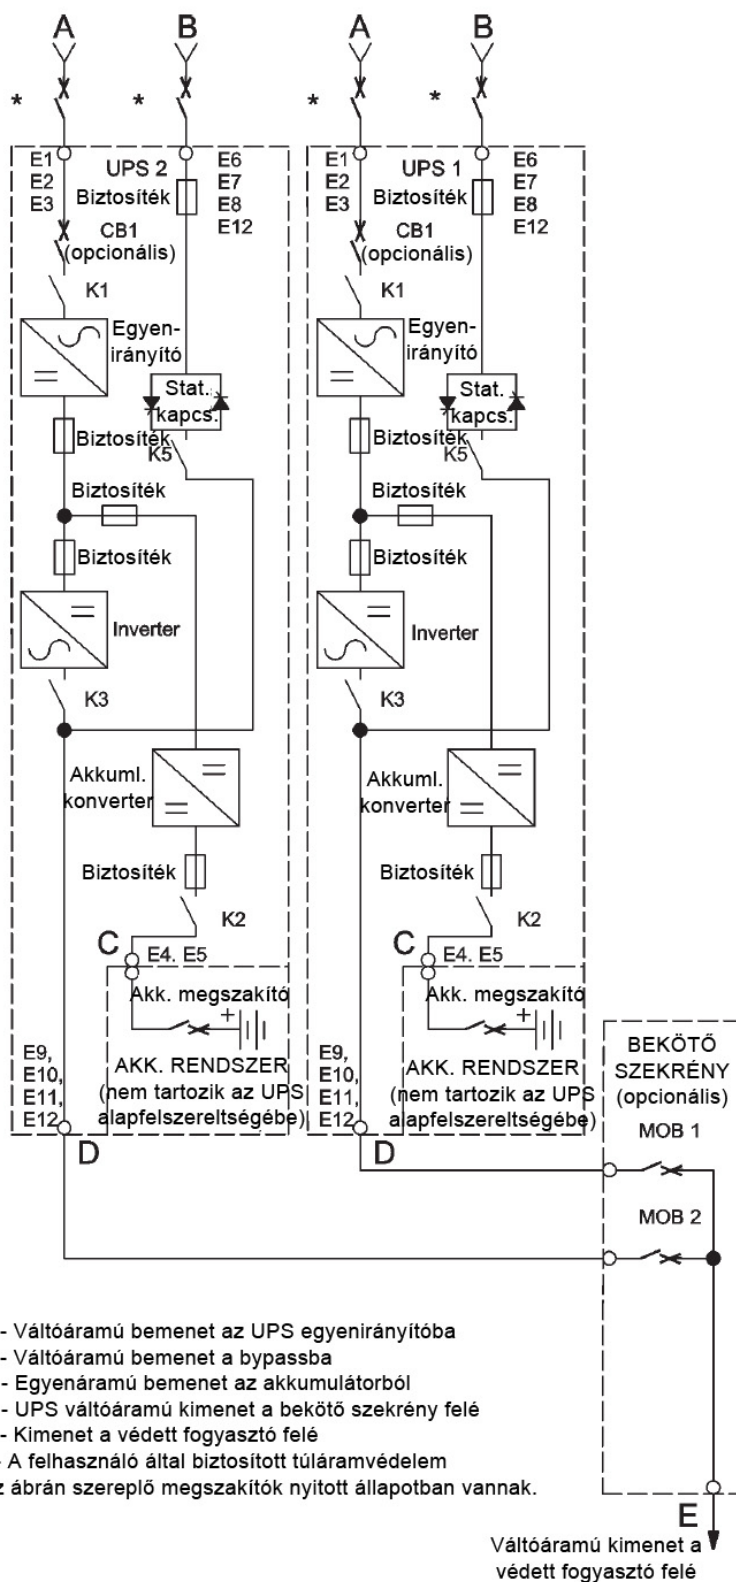 A
B
A
B
*
*
*
*
E1
E2
E3
UPS 2
E6
E7
E8
E12
Biztosíték
CB1
(opcionális)
K1
Egyen-
irányító
Stat.
kapcs.
Biztosíték
K5
Biztosíték
Biztosíték
Inverter
K3
Akkuml.
konverter
Biztosíték
K2
C
E4. E5
Akk. megszakító
+
AKK. RENDSZER
(nem tartozik az UPS
alapfelszereltségébe)
E9,
E10,
E11,
E12
D
E1
E2
E3
UPS 1
E6
E7
E8
E12
Biztosíték
CB1
(opcionális)
K1
Egyen-
irányító
Stat.
kapcs.
Biztosíték
K5
Biztosíték
Biztosíték
Inverter
K3
Akkuml.
konverter
Biztosíték
K2
C
E4. E5
Akk. megszakító
+
AKK. RENDSZER
(nem tartozik az UPS
alapfelszereltségébe)
E9,
E10,
E11,
E12
D
BEKÖTŐ
SZEKRÉNY
(opcionális)
MOB 1
MOB 2
- Váltóáramú bemenet az UPS egyenirányítóba
- Váltóáramú bemenet a bypassba
- Egyenáramú bemenet az akkumulátorból
- UPS váltóáramú kimenet a bekötő szekrény felé
- Kimenet a védett fogyasztó felé
- A felhasználó által biztosított túláramvédelem
z ábrán szereplő megszakítók nyitott állapotban vannak.
E
Váltóáramú kimenet a
védett fogyasztó felé